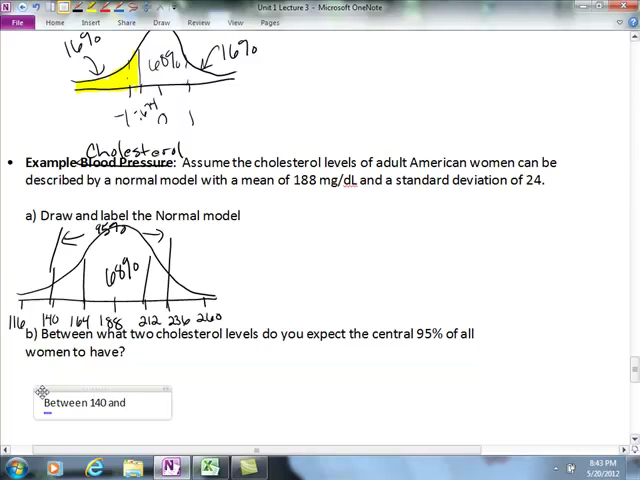 Unit 1 Lecture 3 - Microsoft OneNote
File Home Insert Share Draw Review View
16% 68% 16%
-1 0 1
Cholesterol
• Example Blood Pressure: Assume the cholesterol levels of adult American women can be
described by a normal model with a mean of 188 mg/dL and a standard deviation of 24.
a) Draw and label the Normal model
95%
68%
116 140 164 188 212 236 260
b) Between what two cholesterol levels do you expect the central 95% of all
women to have?
Between 140 and
8:43 PM
5/20/2012